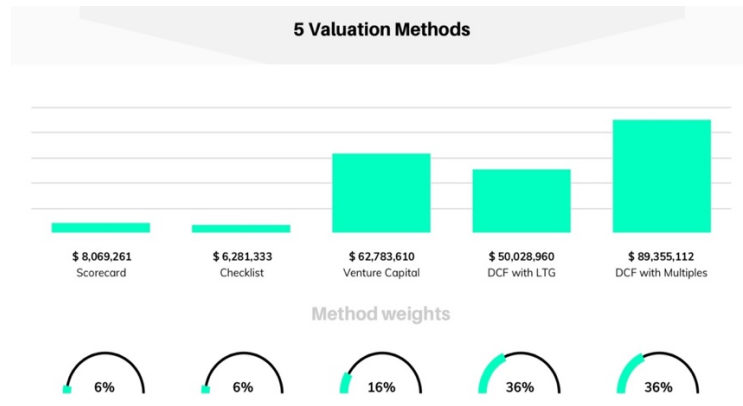 5 Valuation Methods
$ 8,069,261
Scorecard
$ 6,281,333
Checklist
$ 62,783,610
Venture Capital
$ 50,028,960
DCF with LTG
$ 89,355,112
DCF with Multiples
Method weights
6%
6%
16%
36%
36%